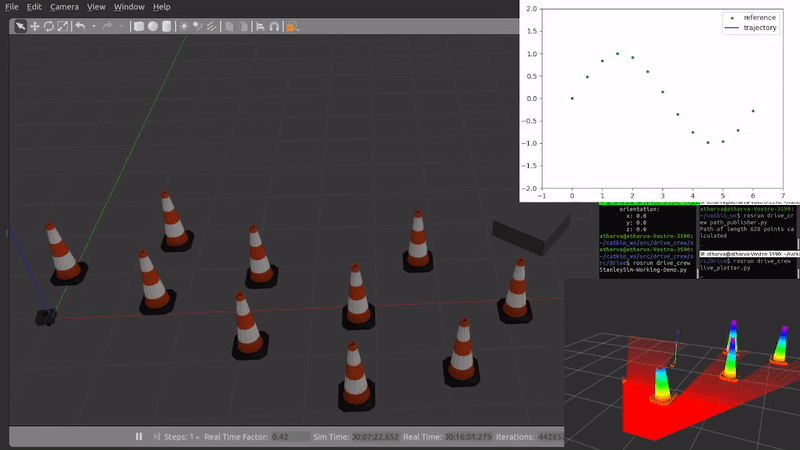 File Edit Camera View Window Help
reference
trajectory
2.0
1.5
1.0
0.5
0.0
−0.5
−1.0
−1.5
−2.0
−1 0 1 2 3 4 5 6 7
orientation:
x: 0.0
y: 0.0
z: 0.0
atharva@atharva-Vostro-3590:
~/catkin_ws/src/drive_crew/s
rc/Drive$ rosrun drive_crew
StanleySim-Working-Demo.py
atharva@atharva-Vostro-3590:
~/catkin_ws$ rosrun drive_c
ew path_publisher.py
Path of length 628 points ca
lculated
atharva@atharva-Vostro-3590: ~/c
rc/Drive$ rosrun drive_crew
live_plotter.py
Steps: 1 Real Time Factor: 0.42 Sim Time: 00:07:22.652 Real Time: 00:16:01.275 Iterations: